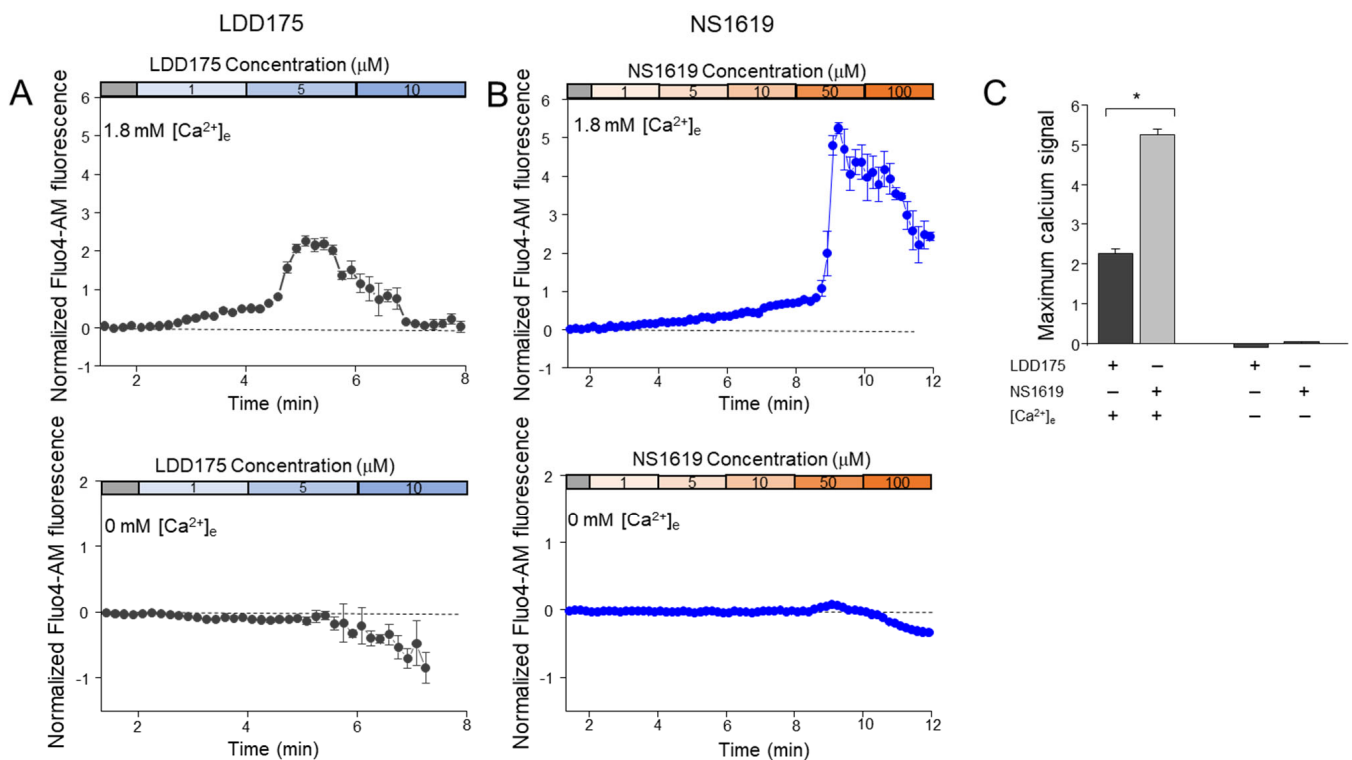 LDD175
NS1619
A
LDD175 Concentration (μM)
1 5 10
Normalized Fluo4-AM fluorescence
6
5
4
3
2
1
0
-1
1.8 mM [Ca²⁺]ₑ
2 4 6 8
Time (min)
B
NS1619 Concentration (μM)
1 5 10 50 100
Normalized Fluo4-AM fluorescence
6
5
4
3
2
1
0
-1
1.8 mM [Ca²⁺]ₑ
2 4 6 8 10 12
Time (min)
C
Maximum calcium signal
6
5
4
3
2
1
0
*
LDD175 + – + –
NS1619 – + – +
[Ca²⁺]ₑ + + – –
LDD175 Concentration (μM)
1 5 10
Normalized Fluo4-AM fluorescence
2
1
0
-1
0 mM [Ca²⁺]ₑ
2 4 6 8
Time (min)
NS1619 Concentration (μM)
1 5 10 50 100
Normalized Fluo4-AM fluorescence
2
1
0
-1
0 mM [Ca²⁺]ₑ
2 4 6 8 10 12
Time (min)